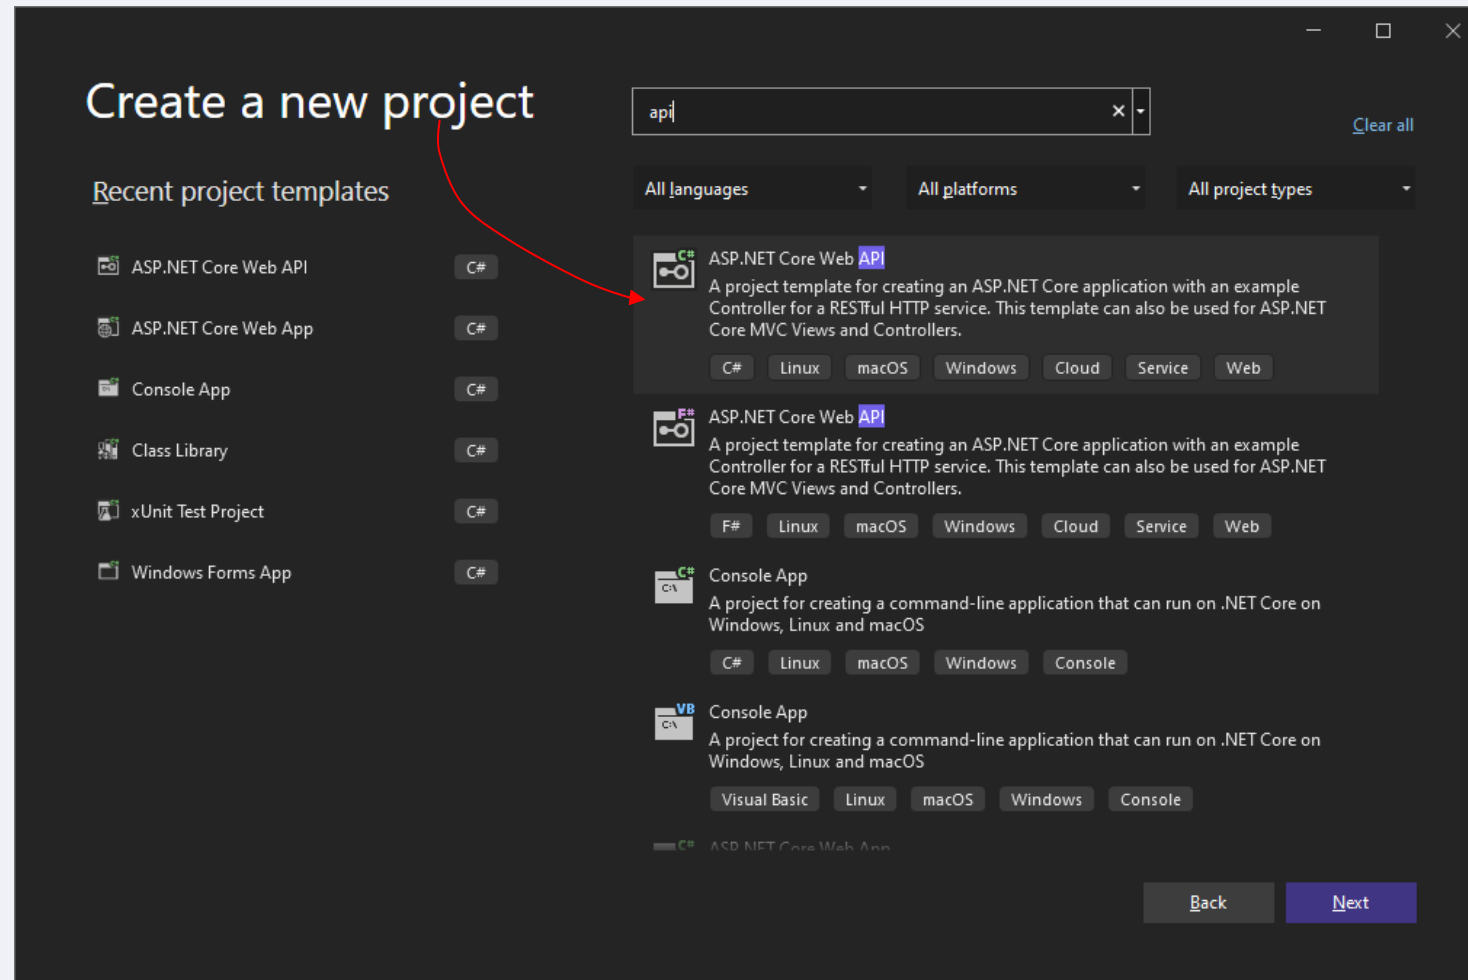 Create a new project
api
Clear all
Recent project templates
All languages
All platforms
All project types
ASP.NET Core Web API
C#
ASP.NET Core Web App
C#
Console App
C#
Class Library
C#
xUnit Test Project
C#
Windows Forms App
C#
C#
ASP.NET Core Web API
A project template for creating an ASP.NET Core application with an example
Controller for a RESTful HTTP service. This template can also be used for ASP.NET
Core MVC Views and Controllers.
C# Linux macOS Windows Cloud Service Web
F#
ASP.NET Core Web API
A project template for creating an ASP.NET Core application with an example
Controller for a RESTful HTTP service. This template can also be used for ASP.NET
Core MVC Views and Controllers.
F# Linux macOS Windows Cloud Service Web
C#
C:\
Console App
A project for creating a command-line application that can run on .NET Core on
Windows, Linux and macOS
C# Linux macOS Windows Console
VB
C:\
Console App
A project for creating a command-line application that can run on .NET Core on
Windows, Linux and macOS
Visual Basic Linux macOS Windows Console
C#
ASP.NET Core Web App
Back
Next